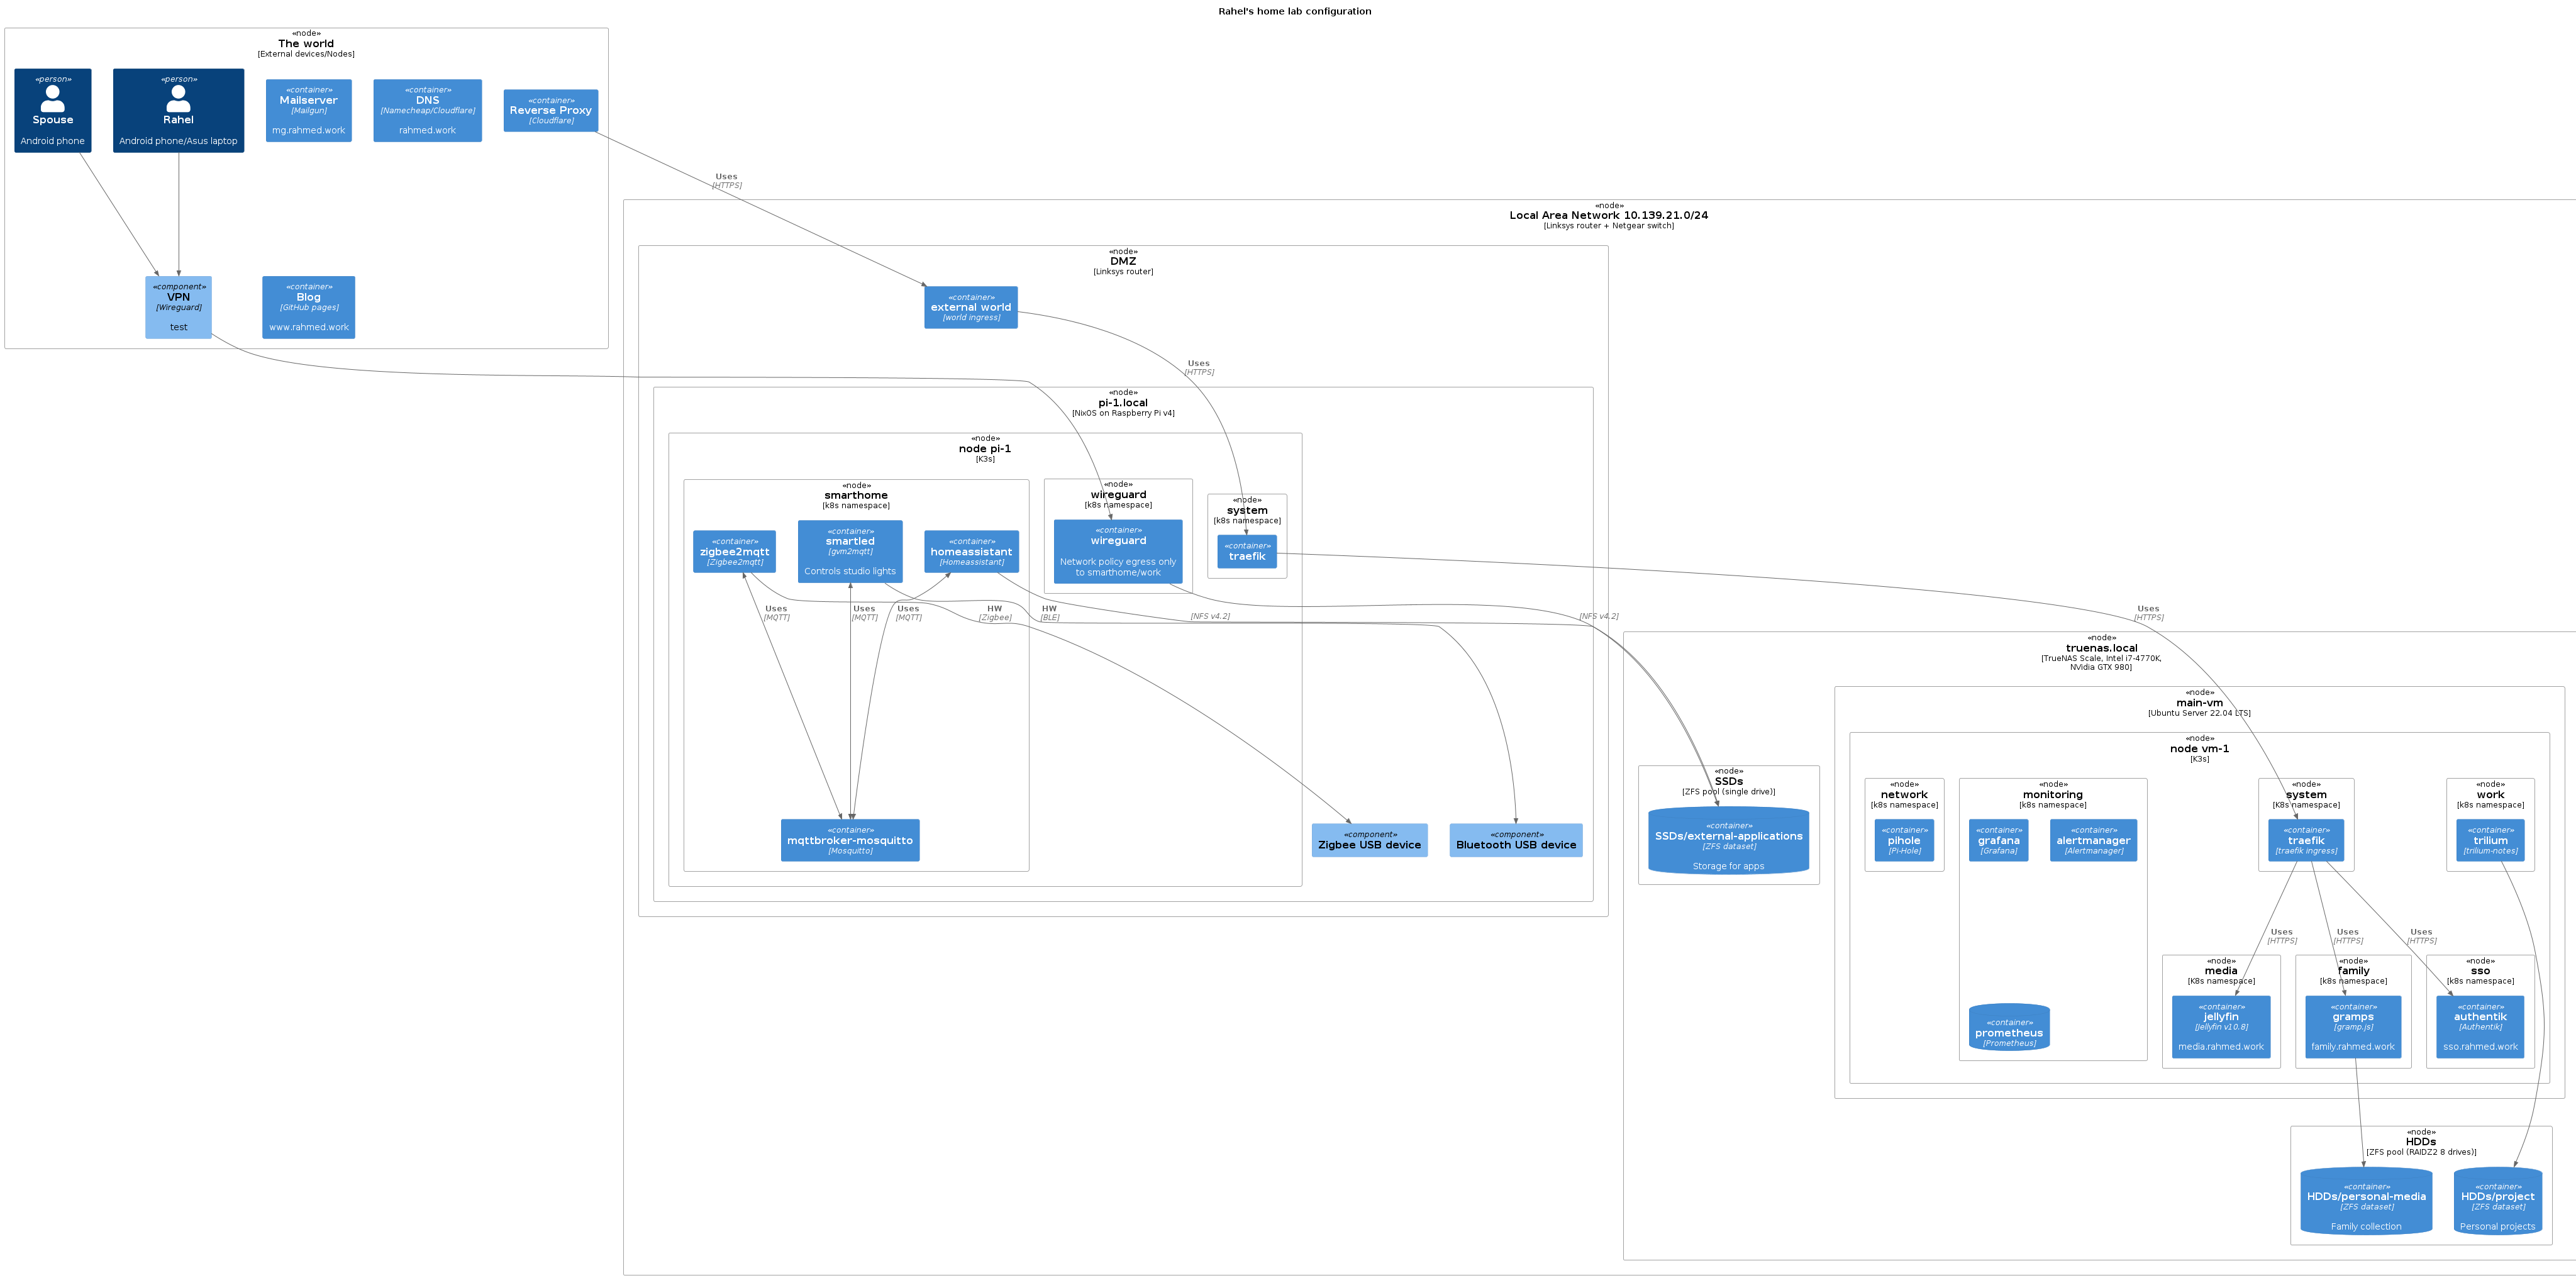 Rahel's home lab configuration
«node»
The world
[External devices/Nodes]
«person»
Spouse
Android phone
«person»
Rahel
Android phone/Asus laptop
«container»
Mailserver
[Mailgun]
mg.rahmed.work
«container»
DNS
[Namecheap/Cloudflare]
rahmed.work
«container»
Reverse Proxy
[Cloudflare]
«component»
VPN
[Wireguard]
test
«container»
Blog
[GitHub pages]
www.rahmed.work
Uses
[HTTPS]
«node»
Local Area Network 10.139.21.0/24
[Linksys router + Netgear switch]
«node»
DMZ
[Linksys router]
«container»
external world
[world ingress]
Uses
[HTTPS]
«node»
pi-1.local
[NixOS on Raspberry Pi v4]
«node»
node pi-1
[K3s]
«node»
smarthome
[k8s namespace]
«container»
zigbee2mqtt
[Zigbee2mqtt]
«container»
smartled
[gvm2mqtt]
Controls studio lights
«container»
homeassistant
[Homeassistant]
«node»
wireguard
[k8s namespace]
«container»
wireguard
Network policy egress only
to smarthome/work
«node»
system
[k8s namespace]
«container»
traefik
Uses
[MQTT]
Uses
[MQTT]
Uses
[MQTT]
HW
[Zigbee]
HW
[BLE]
[NFS v4.2]
[NFS v4.2]
Uses
[HTTPS]
«container»
mqttbroker-mosquitto
[Mosquitto]
«component»
Zigbee USB device
«component»
Bluetooth USB device
«node»
truenas.local
[TrueNAS Scale, Intel i7-4770K,
NVidia GTX 980]
«node»
SSDs
[ZFS pool (single drive)]
«container»
SSDs/external-applications
[ZFS dataset]
Storage for apps
«node»
main-vm
[Ubuntu Server 22.04 LTS]
«node»
node vm-1
[K3s]
«node»
network
[k8s namespace]
«container»
pihole
[Pi-Hole]
«node»
monitoring
[k8s namespace]
«container»
grafana
[Grafana]
«container»
alertmanager
[Alertmanager]
«container»
prometheus
[Prometheus]
«node»
system
[K8s namespace]
«container»
traefik
[traefik ingress]
«node»
work
[k8s namespace]
«container»
trilium
[trilium-notes]
Uses
[HTTPS]
Uses
[HTTPS]
Uses
[HTTPS]
«node»
media
[K8s namespace]
«container»
jellyfin
[Jellyfin v10.8]
media.rahmed.work
«node»
family
[k8s namespace]
«container»
gramps
[gramp.js]
family.rahmed.work
«node»
sso
[k8s namespace]
«container»
authentik
[Authentik]
sso.rahmed.work
«node»
HDDs
[ZFS pool (RAIDZ2 8 drives)]
«container»
HDDs/personal-media
[ZFS dataset]
Family collection
«container»
HDDs/project
[ZFS dataset]
Personal projects